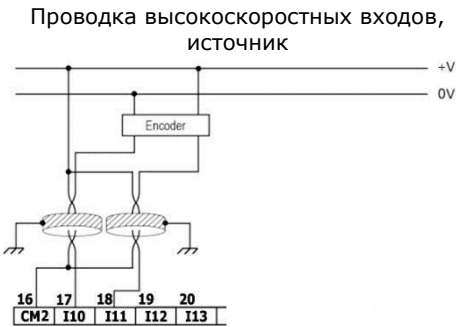 Проводка высокоскоростных входов,
источник
+V
0V
Encoder
16 17 18 19 20
CM2 I10 I11 I12 I13